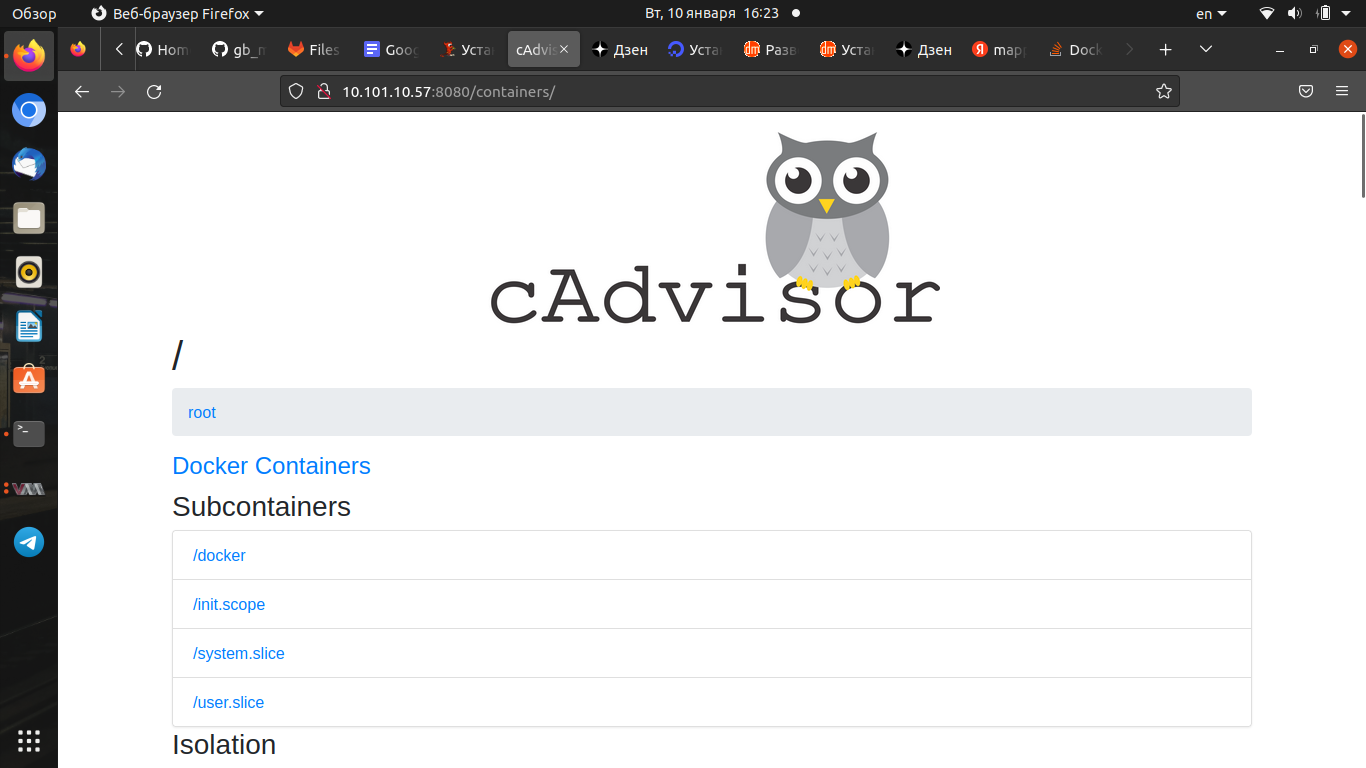 Обзор Веб-браузер Firefox Вт, 10 января 16:23 en
Hom gb_m Files Goog Уста cAdvis Дзен Уста Разв Уста Дзен mapp Dock
10.101.10.57:8080/containers/
cAdvisor
/
root
Docker Containers
Subcontainers
/docker
/init.scope
/system.slice
/user.slice
Isolation